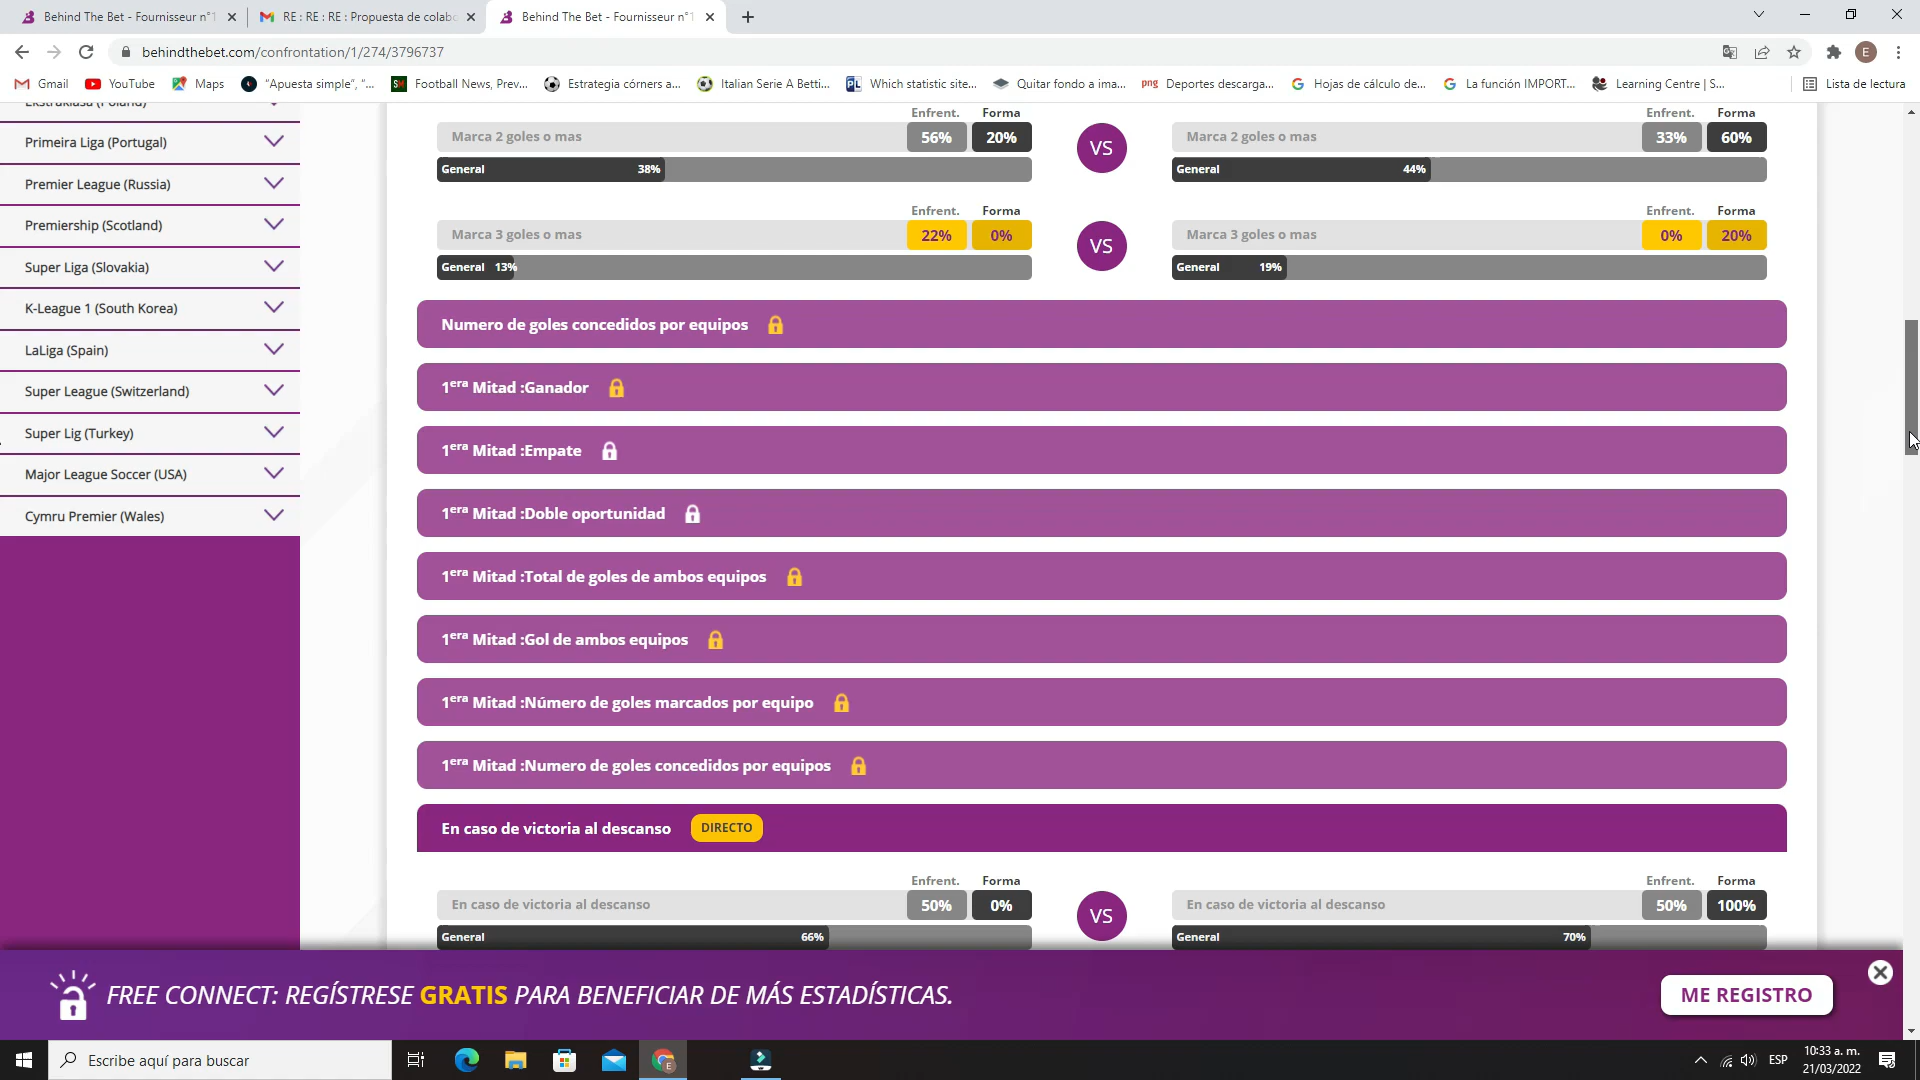 Behind The Bet - Fournisseur n°1
RE : RE : RE : Propuesta de colabo
Behind The Bet - Fournisseur n°1
behindthebet.com/confrontation/1/274/3796737
E
Gmail
YouTube
Maps
"Apuesta simple", "...
Football News, Prev...
Estrategia córners a...
Italian Serie A Betti...
Which statistic site...
Quitar fondo a ima...
png
Deportes descarga...
Hojas de cálculo de...
La función IMPORT...
Learning Centre | S...
Lista de lectura
Ekstraklasa (Poland)
Primeira Liga (Portugal)
Premier League (Russia)
Premiership (Scotland)
Super Liga (Slovakia)
K-League 1 (South Korea)
LaLiga (Spain)
Super League (Switzerland)
Super Lig (Turkey)
Major League Soccer (USA)
Cymru Premier (Wales)
Enfrent. Forma
Marca 2 goles o mas 56% 20%
General 38%
VS
Enfrent. Forma
Marca 2 goles o mas 33% 60%
General 44%
Enfrent. Forma
Marca 3 goles o mas 22% 0%
General 13%
VS
Enfrent. Forma
Marca 3 goles o mas 0% 20%
General 19%
Numero de goles concedidos por equipos
1era Mitad :Ganador
1era Mitad :Empate
1era Mitad :Doble oportunidad
1era Mitad :Total de goles de ambos equipos
1era Mitad :Gol de ambos equipos
1era Mitad :Número de goles marcados por equipo
1era Mitad :Numero de goles concedidos por equipos
En caso de victoria al descanso DIRECTO
Enfrent. Forma
En caso de victoria al descanso 50% 0%
General 66%
VS
Enfrent. Forma
En caso de victoria al descanso 50% 100%
General 70%
FREE CONNECT: REGÍSTRESE GRATIS PARA BENEFICIAR DE MÁS ESTADÍSTICAS.
ME REGISTRO
Escribe aquí para buscar
ESP
10:33 a. m.
21/03/2022